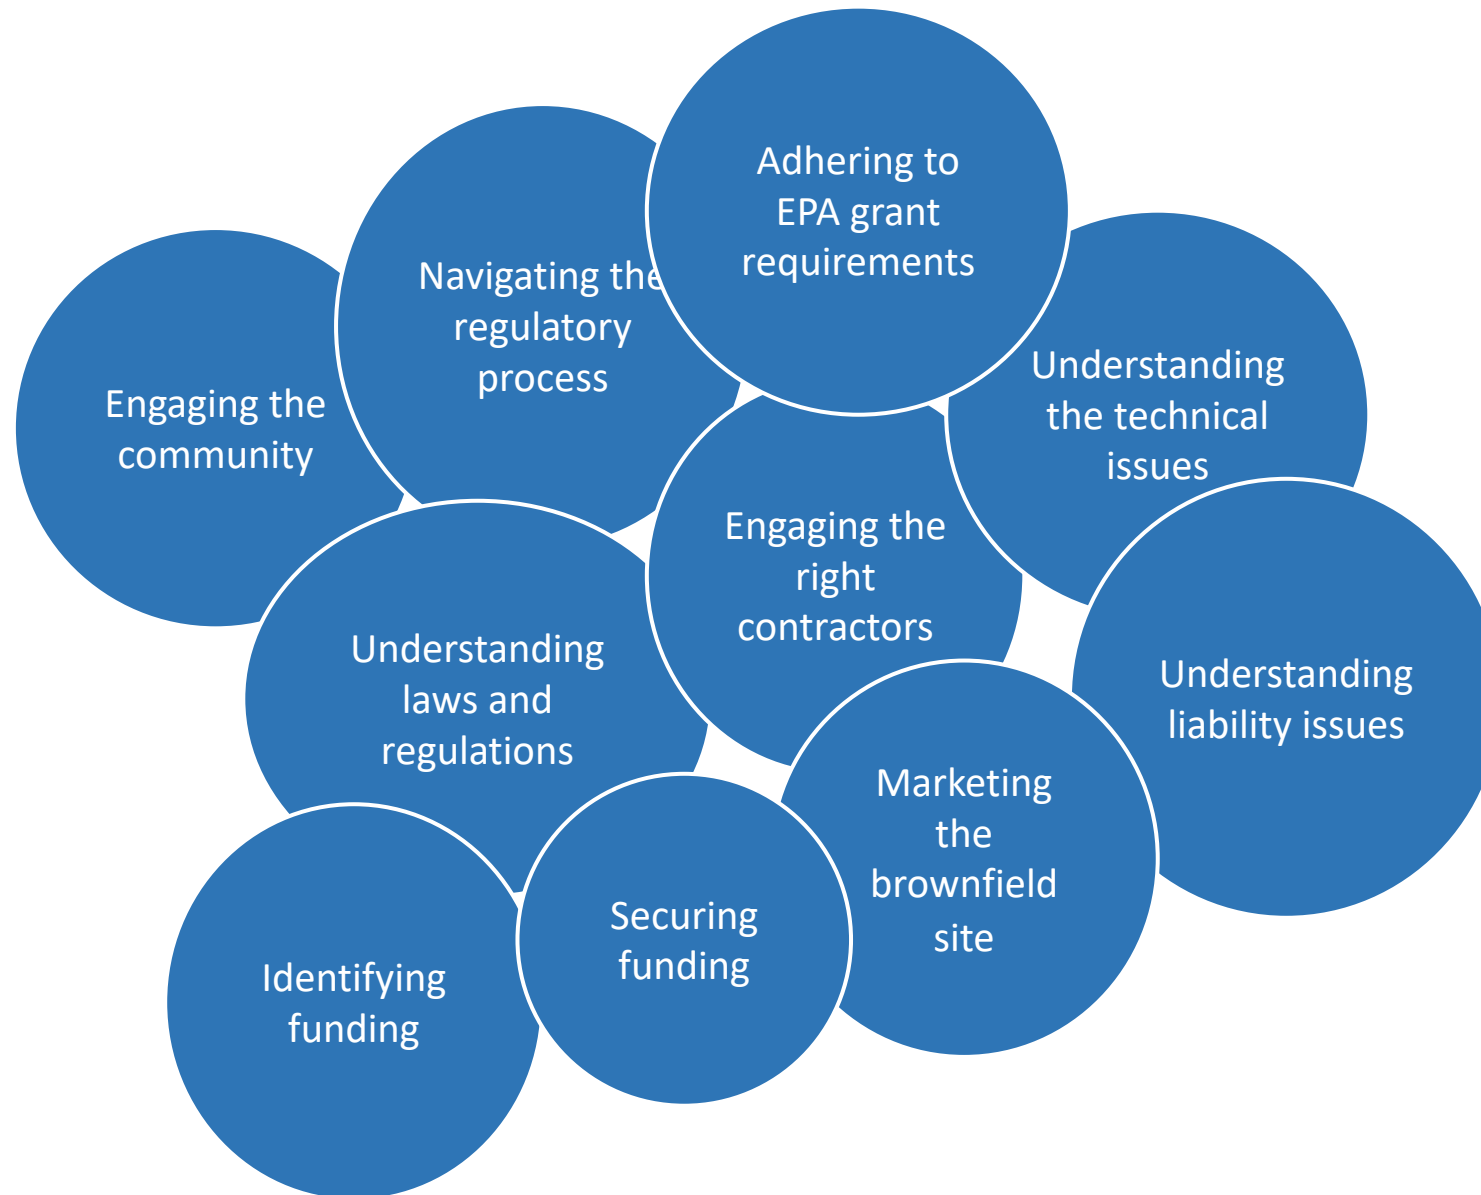 Adhering to
EPA grant
requirements
Navigating the
regulatory
process
Understanding
the technical
issues
Engaging the
community
Engaging the
right
contractors
Understanding
laws and
regulations
Understanding
liability issues
Marketing
the
brownfield
site
Securing
funding
Identifying
funding